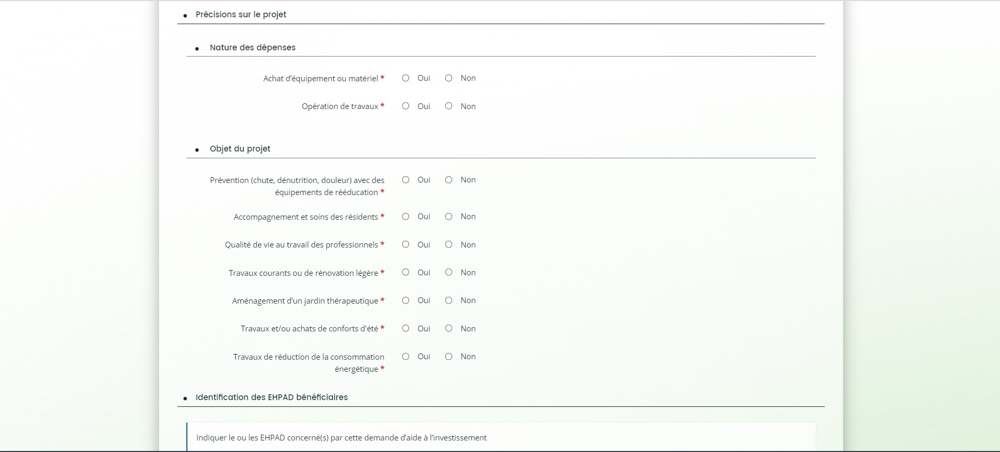 Précisions sur le projet
Nature des dépenses
Achat d’équipement ou matériel * Oui Non
Opération de travaux * Oui Non
Objet du projet
Prévention (chute, dénutrition, douleur) avec des Oui Non
équipements de rééducation *
Accompagnement et soins des résidents * Oui Non
Qualité de vie au travail des professionnels * Oui Non
Travaux courants ou de rénovation légère * Oui Non
Aménagement d’un jardin thérapeutique * Oui Non
Travaux et/ou achats de conforts d'été * Oui Non
Travaux de réduction de la consommation Oui Non
énergétique *
Identification des EHPAD bénéficiaires
Indiquer le ou les EHPAD concerné(s) par cette demande d’aide à l’investissement